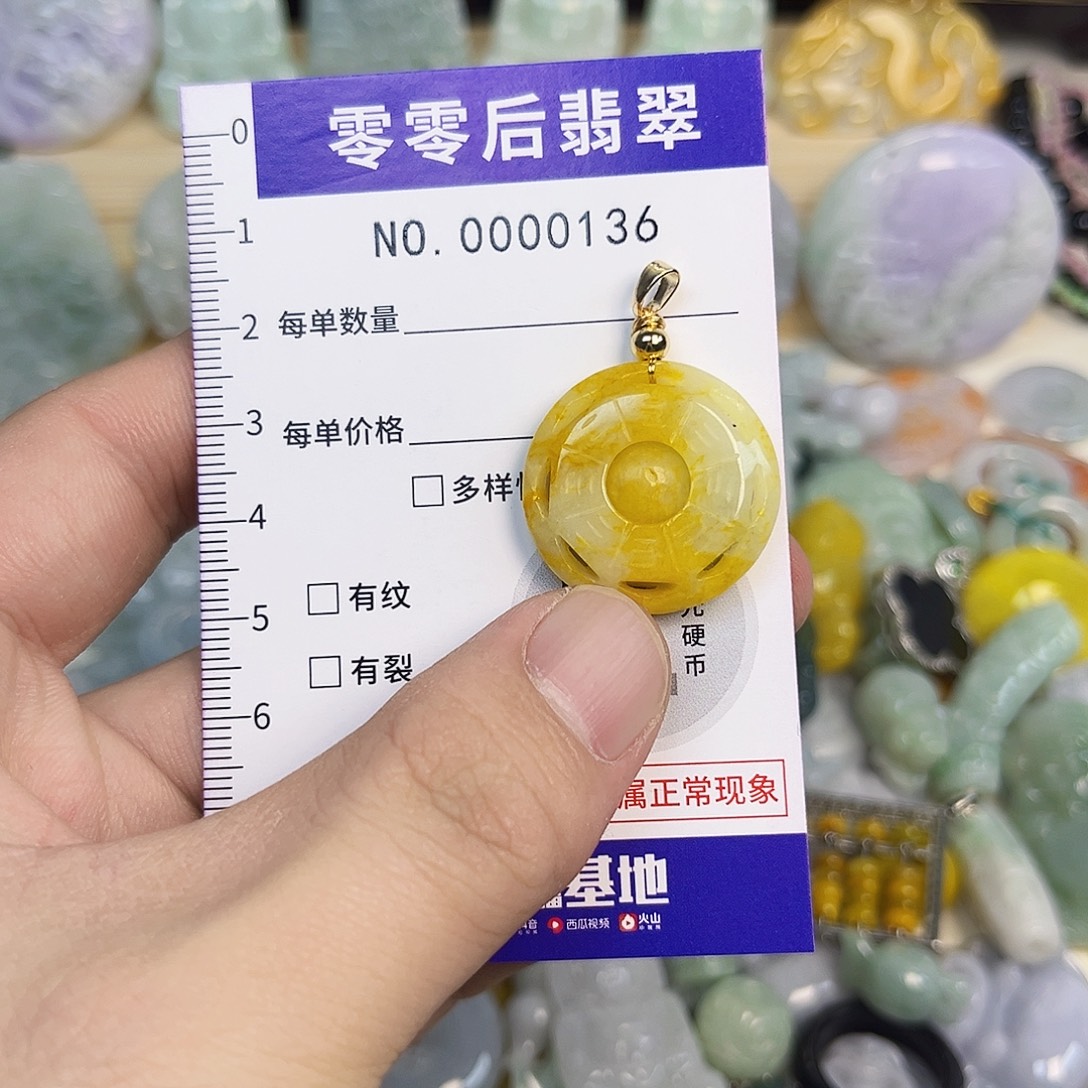 零零后翡翠
NO. 0000136
0
1
2
3
4
5
6
每单数量
每单价格
多样
有纹
有裂
硬币
属正常现象
基地
西瓜视频
火山